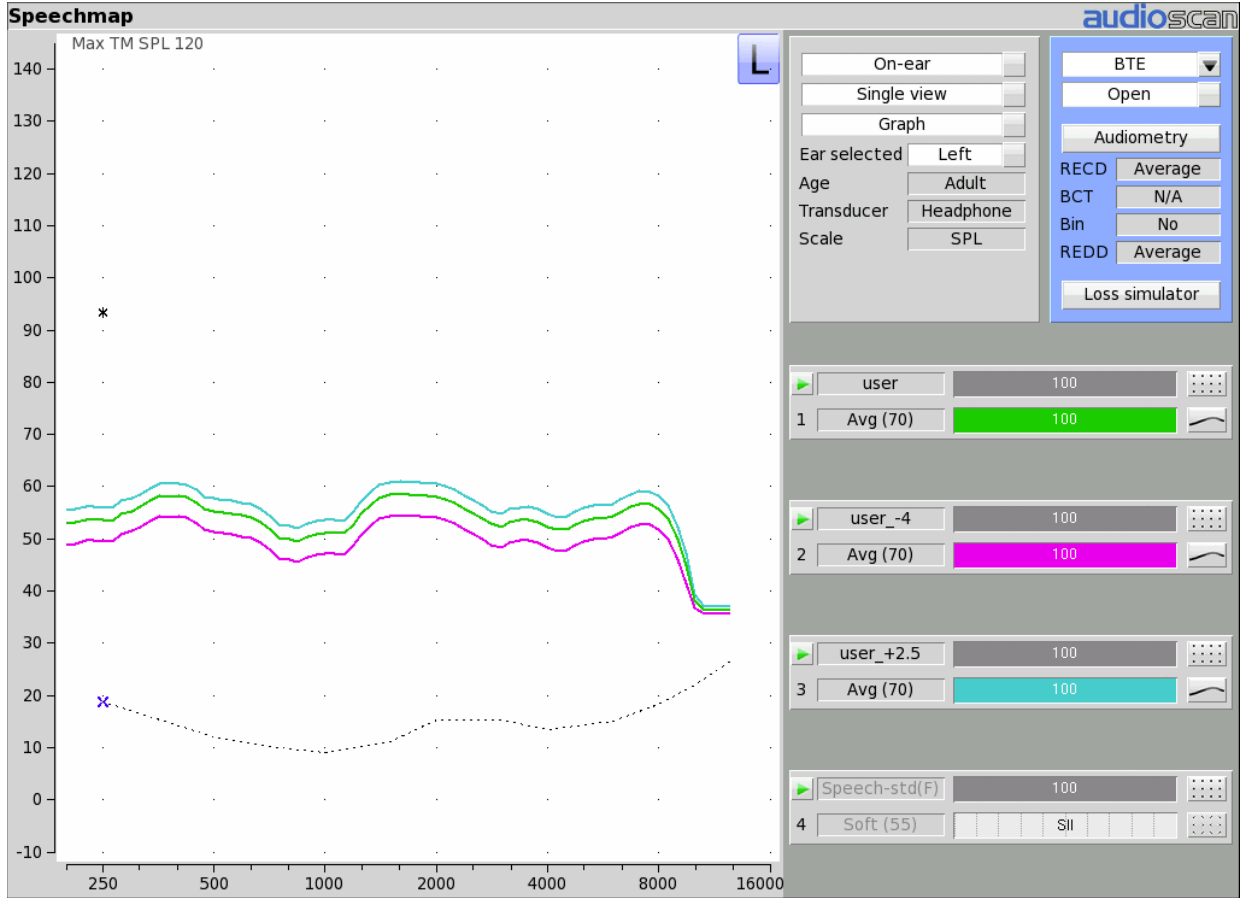 Speechmap
audioscan
Max TM SPL 120
L
140
130
120
110
100
90
80
70
60
50
40
30
20
10
0
-10
250 500 1000 2000 4000 8000 16000
On-ear
Single view
Graph
Ear selected Left
Age Adult
Transducer Headphone
Scale SPL
BTE
Open
Audiometry
RECD Average
BCT N/A
Bin No
REDD Average
Loss simulator
user 100
1 Avg (70) 100
user_-4 100
2 Avg (70) 100
user_+2.5 100
3 Avg (70) 100
Speech-std(F) 100
4 Soft (55) SII